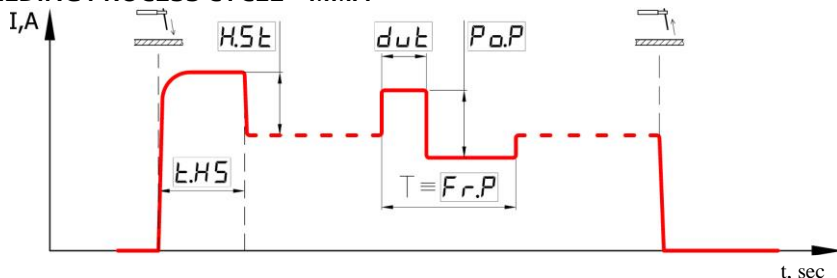 I,A
H.St
dut
Po.P
t.HS
T ≡ Fr.P
t, sec